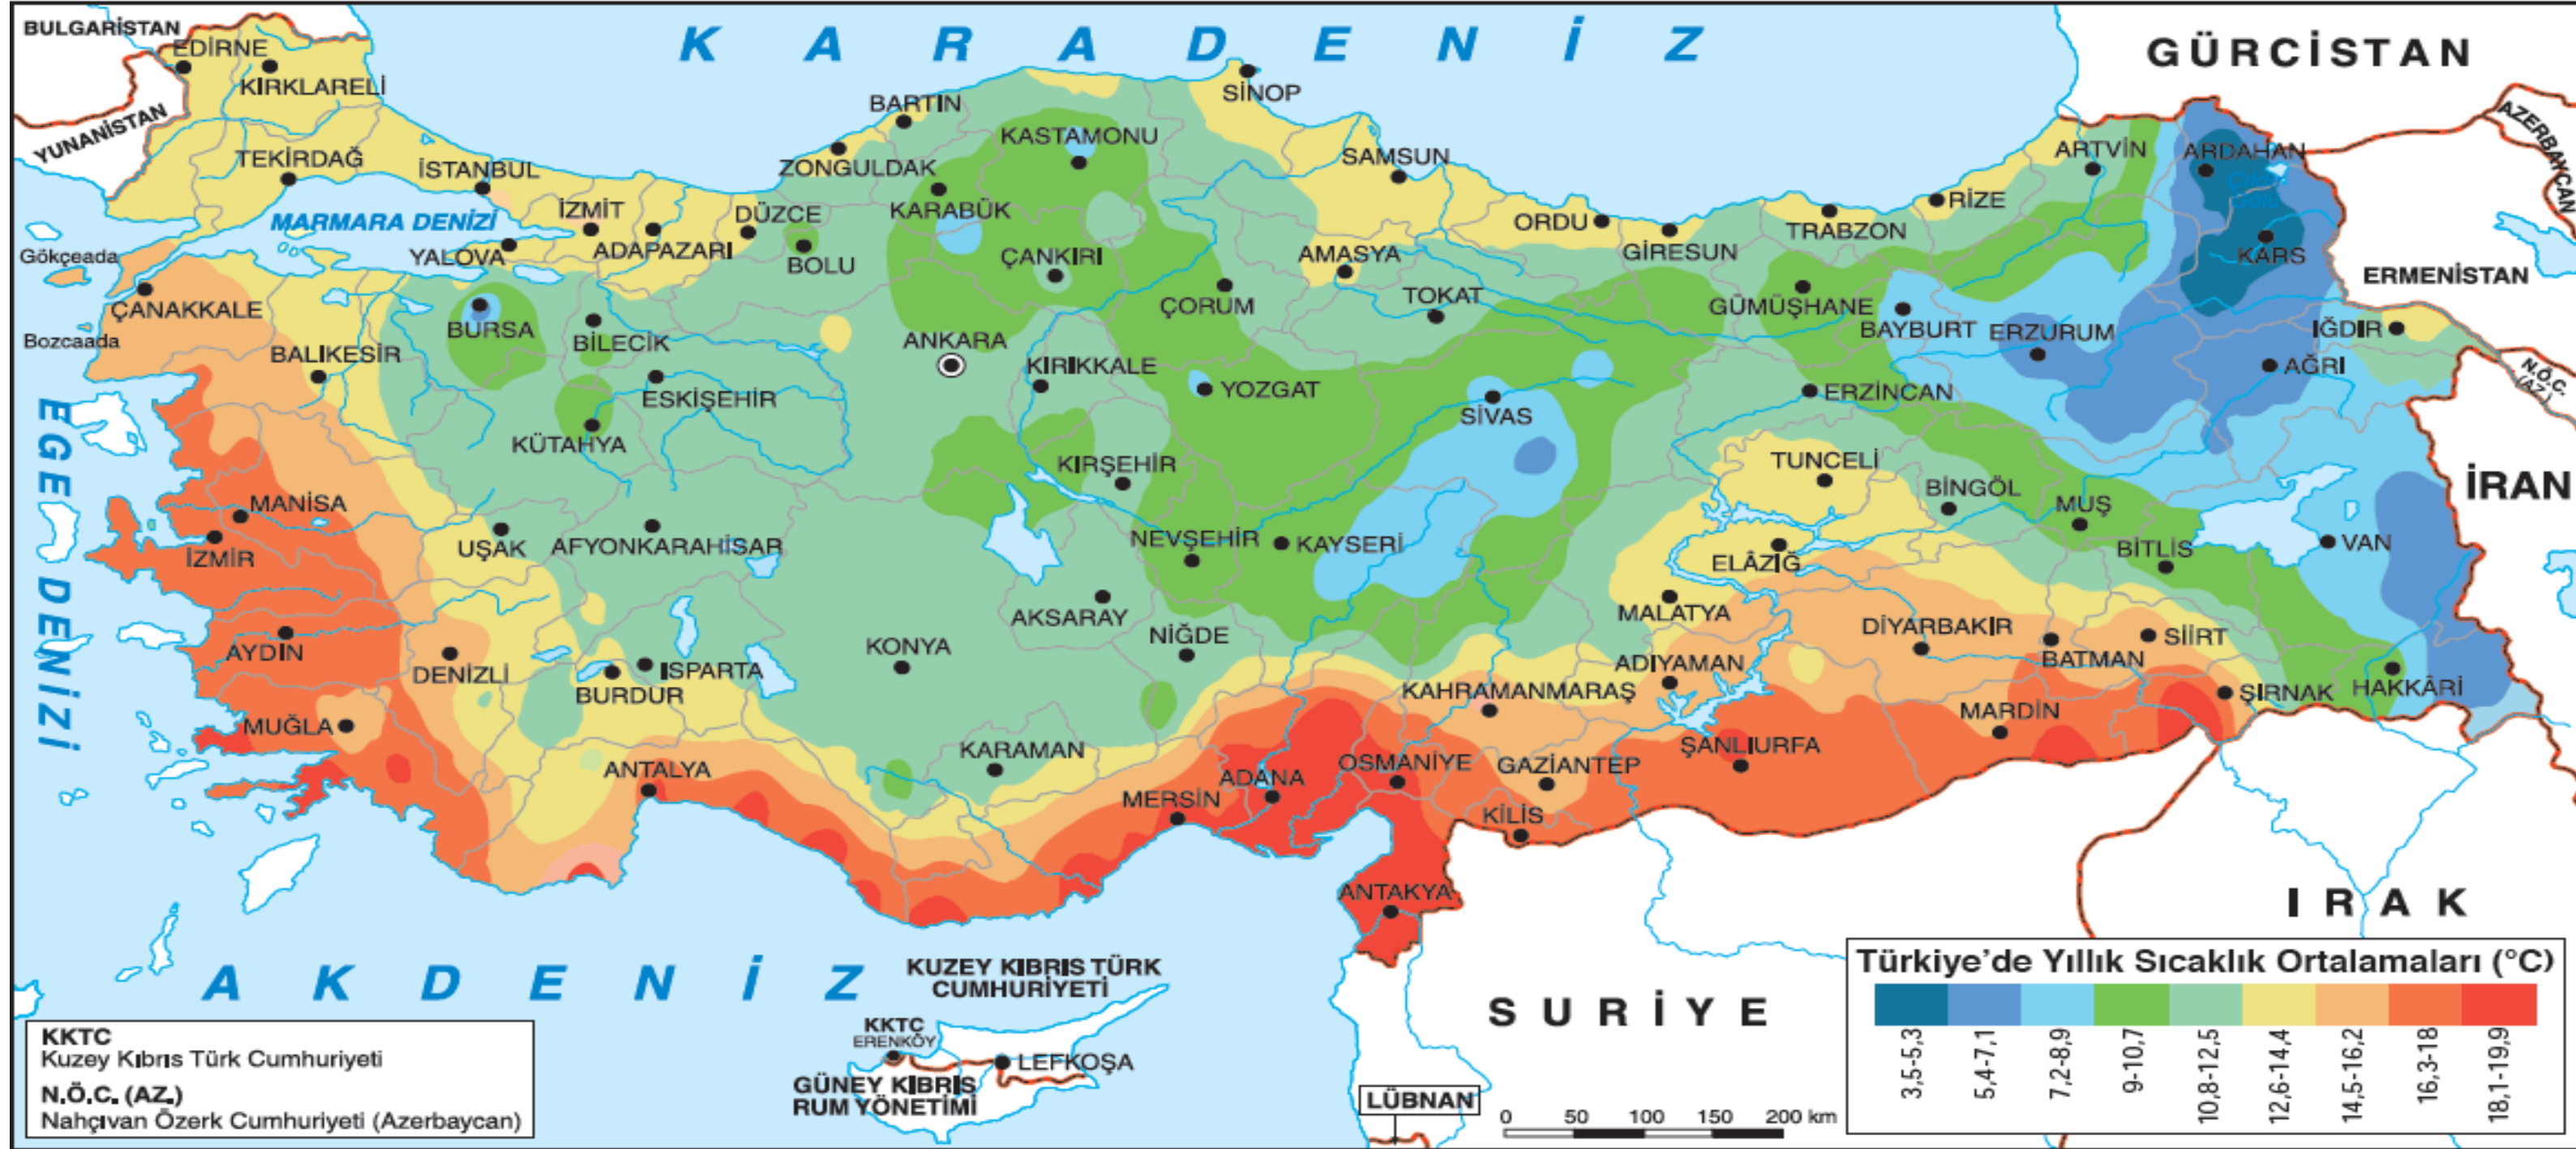 BULGARİSTAN
K A R A D E N İ Z
GÜRCİSTAN
EDİRNE
KIRKLARELİ
YUNANİSTAN
SİNOP
BARTIN
AZERBAYCAN
KASTAMONU
TEKİRDAĞ
İSTANBUL
ZONGULDAK
SAMSUN
ARTVİN
ARDAHAN
MARMARA DENİZİ
İZMİT
DÜZCE
KARABÜK
ORDU
RİZE
TRABZON
YALOVA
ADAPAZARI
BOLU
ÇANKIRI
AMASYA
GİRESUN
KARS
Gökçeada
ERMENİSTAN
ÇANAKKALE
ÇORUM
TOKAT
GÜMÜŞHANE
BURSA
BİLECİK
ANKARA
BAYBURT
ERZURUM
IĞDIR
Bozcaada
BALIKESİR
KIRIKKALE
AĞRI
N.Ö.C.
(AZ.)
ESKİŞEHİR
YOZGAT
SİVAS
ERZİNCAN
KÜTAHYA
EGE DENİZİ
KIRŞEHİR
TUNCELİ
BİNGÖL
MUŞ
İRAN
MANİSA
İZMİR
UŞAK
AFYONKARAHİSAR
NEVŞEHİR
KAYSERİ
ELÂZIĞ
BİTLİS
VAN
AKSARAY
MALATYA
AYDIN
KONYA
NİĞDE
DİYARBAKIR
SİİRT
DENİZLİ
ISPARTA
BURDUR
ADIYAMAN
BATMAN
KAHRAMANMARAŞ
ŞIRNAK
HAKKÂRİ
MUĞLA
MARDİN
KARAMAN
ŞANLIURFA
ANTALYA
ADANA
OSMANİYE
GAZİANTEP
MERSİN
KİLİS
ANTAKYA
I R A K
A K D E N İ Z
KUZEY KIBRIS TÜRK
CUMHURİYETİ
S U R İ Y E
KKTC
ERENKÖY
LEFKOŞA
GÜNEY KIBRIS
RUM YÖNETİMİ
LÜBNAN
KKTC
Kuzey Kıbrıs Türk Cumhuriyeti
N.Ö.C. (AZ.)
Nahçıvan Özerk Cumhuriyeti (Azerbaycan)
0 50 100 150 200 km
Türkiye'de Yıllık Sıcaklık Ortalamaları (°C)
3,5-5,3
5,4-7,1
7,2-8,9
9-10,7
10,8-12,5
12,6-14,4
14,5-16,2
16,3-18
18,1-19,9